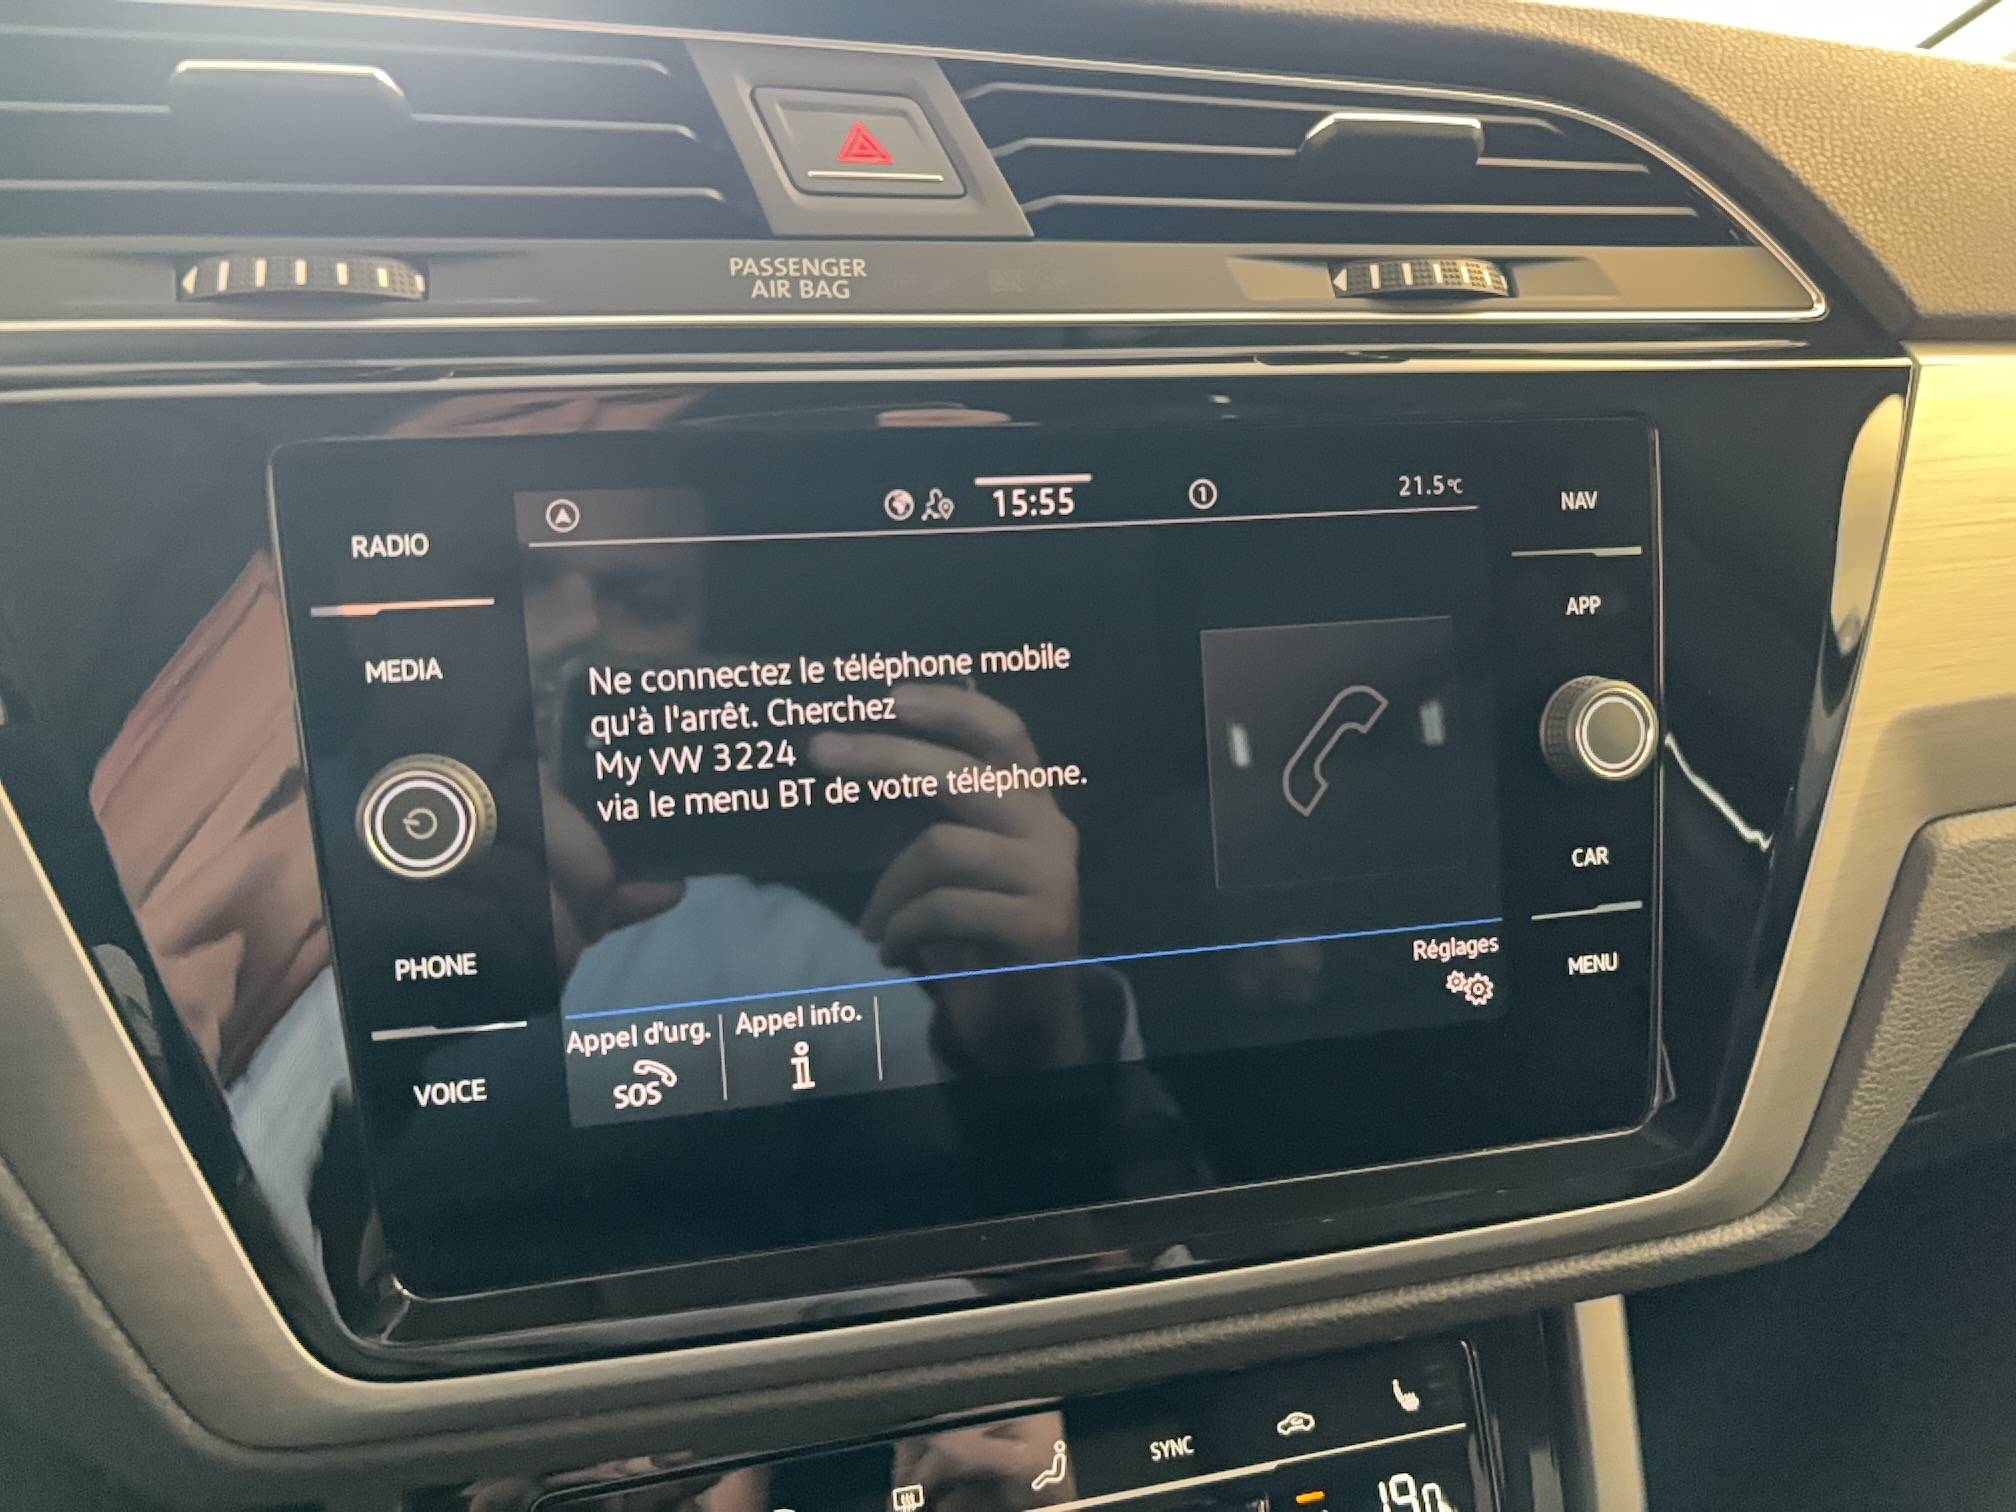 PASSENGER
AIR BAG
15:55
1
21.5°C
RADIO
MEDIA
PHONE
VOICE
NAV
APP
CAR
MENU
Ne connectez le téléphone mobile
qu'à l'arrêt. Cherchez
My VW 3224
via le menu BT de votre téléphone.
Réglages
Appel d'urg.
SOS
Appel info.
i
SYNC